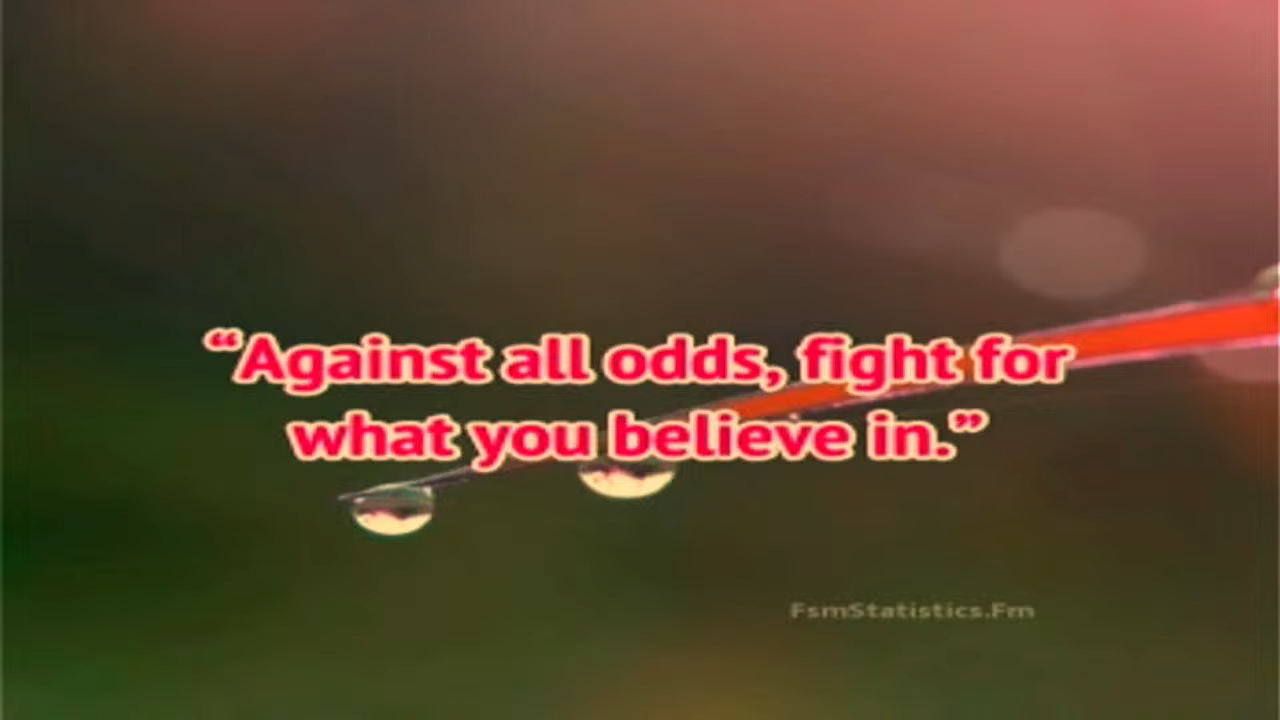 “Against all odds, fight for
what you believe in.”
FsmStatistics.Fm